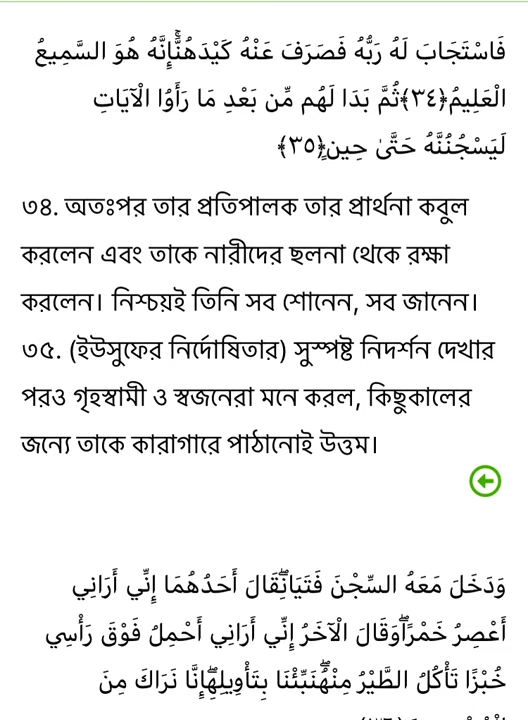 فَاسْتَجَابَ لَهُ رَبُّهُ فَصَرَفَ عَنْهُ كَيْدَهُنَّۚإِنَّهُ هُوَ السَّمِيعُ
الْعَلِيمُ﴿٣٤﴾ثُمَّ بَدَا لَهُم مِّن بَعْدِ مَا رَأَوُا الْآيَاتِ
لَيَسْجُنُنَّهُ حَتَّىٰ حِينٍ﴿٣٥﴾
৩৪. অতঃপর তার প্রতিপালক তার প্রার্থনা কবুল
করলেন এবং তাকে নারীদের ছলনা থেকে রক্ষা
করলেন। নিশ্চয়ই তিনি সব শোনেন, সব জানেন।
৩৫. (ইউসুফের নির্দোষিতার) সুস্পষ্ট নিদর্শন দেখার
পরও গৃহস্বামী ও স্বজনেরা মনে করল, কিছুকালের
জন্যে তাকে কারাগারে পাঠানোই উত্তম।
وَدَخَلَ مَعَهُ السِّجْنَ فَتَيَانِۖقَالَ أَحَدُهُمَا إِنِّي أَرَانِي
أَعْصِرُ خَمْرًاۖوَقَالَ الْآخَرُ إِنِّي أَرَانِي أَحْمِلُ فَوْقَ رَأْسِي
خُبْزًا تَأْكُلُ الطَّيْرُ مِنْهُۖنَبِّئْنَا بِتَأْوِيلِهِۖإِنَّا نَرَاكَ مِنَ